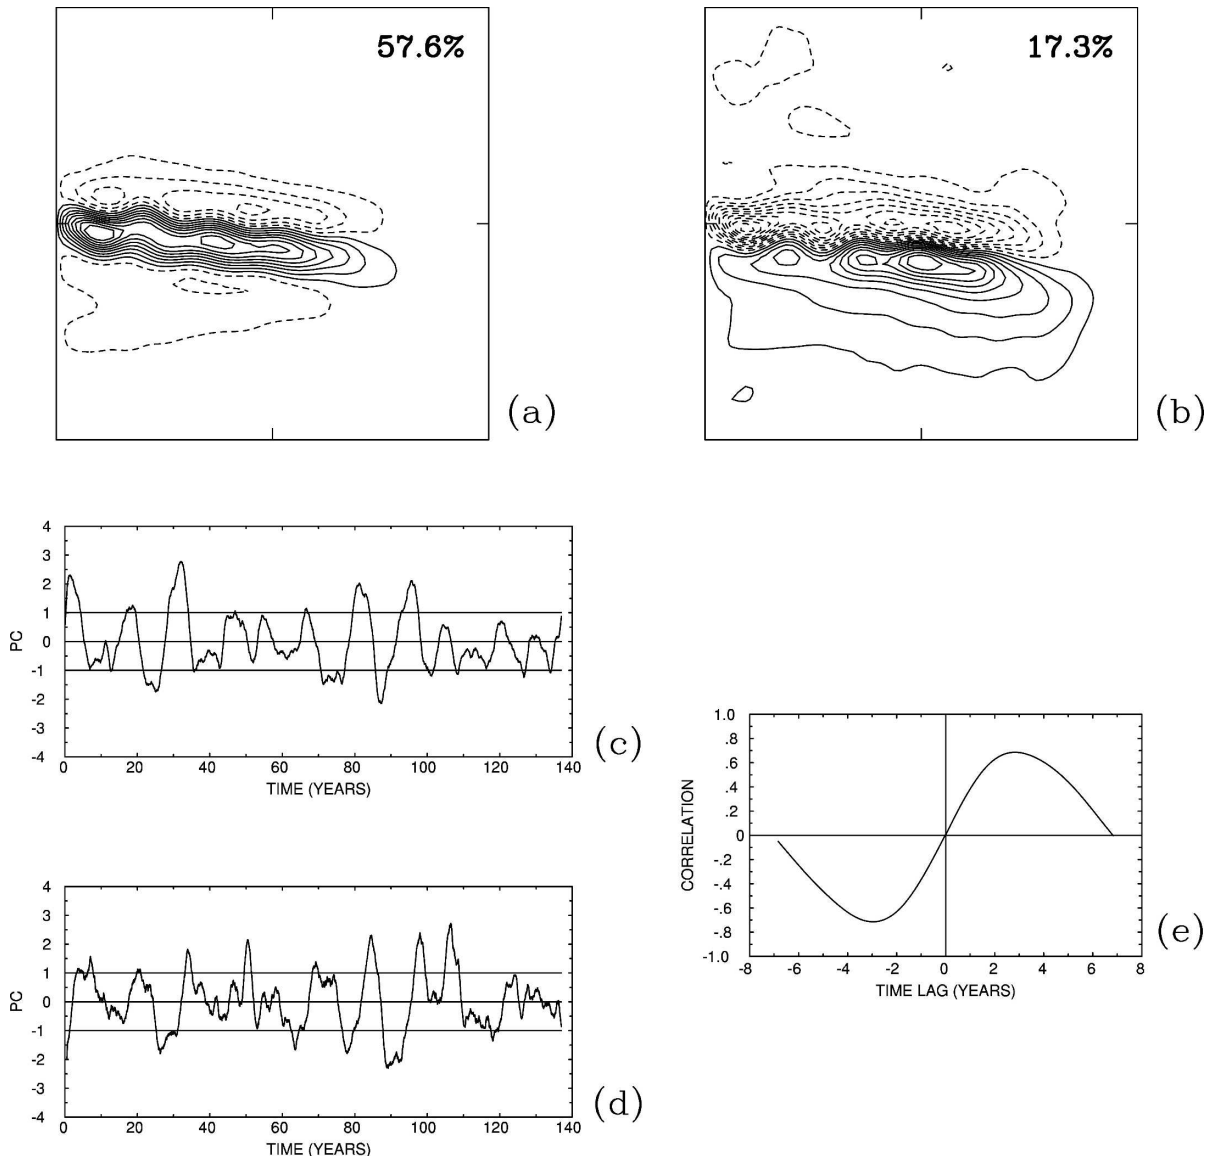 57.6%
(a)
17.3%
(b)
4
3
2
1
0
-1
-2
-3
-4
PC
0 20 40 60 80 100 120 140
TIME (YEARS)
(c)
4
3
2
1
0
-1
-2
-3
-4
PC
0 20 40 60 80 100 120 140
TIME (YEARS)
(d)
1.0
.8
.6
.4
.2
0
-.2
-.4
-.6
-.8
-1.0
CORRELATION
-8 -6 -4 -2 0 2 4 6 8
TIME LAG (YEARS)
(e)